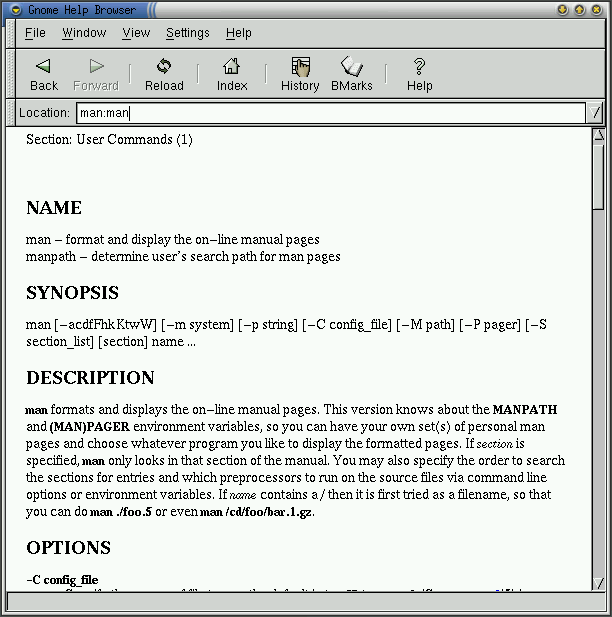 Gnome Help Browser
File Window View Settings Help
Back Forward Reload Index History BMarks Help
Location: man:man
Section: User Commands (1)
NAME
man − format and display the on−line manual pages
manpath − determine user's search path for man pages
SYNOPSIS
man [−acdfFhkKtwW] [−m system] [−p string] [−C config_file] [−M path] [−P pager] [−S
section_list] [section] name ...
DESCRIPTION
man formats and displays the on−line manual pages. This version knows about the MANPATH
and (MAN)PAGER environment variables, so you can have your own set(s) of personal man
pages and choose whatever program you like to display the formatted pages. If section is
specified, man only looks in that section of the manual. You may also specify the order to search
the sections for entries and which preprocessors to run on the source files via command line
options or environment variables. If name contains a / then it is first tried as a filename, so that
you can do man ./foo.5 or even man /cd/foo/bar.1.gz.
OPTIONS
−C config_file